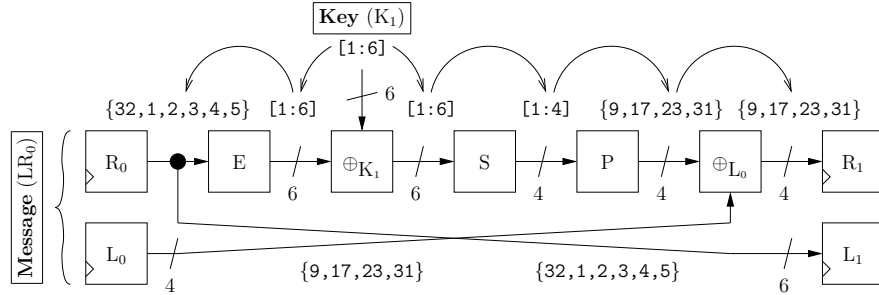 Key (K₁)
[1:6]
6
{32,1,2,3,4,5} [1:6] [1:6] [1:4] {9,17,23,31} {9,17,23,31}
Message (LR₀)
R₀ E ⊕K₁ S P ⊕L₀ R₁
6 6 4 4 4
L₀ L₁
4 {9,17,23,31} {32,1,2,3,4,5} 6